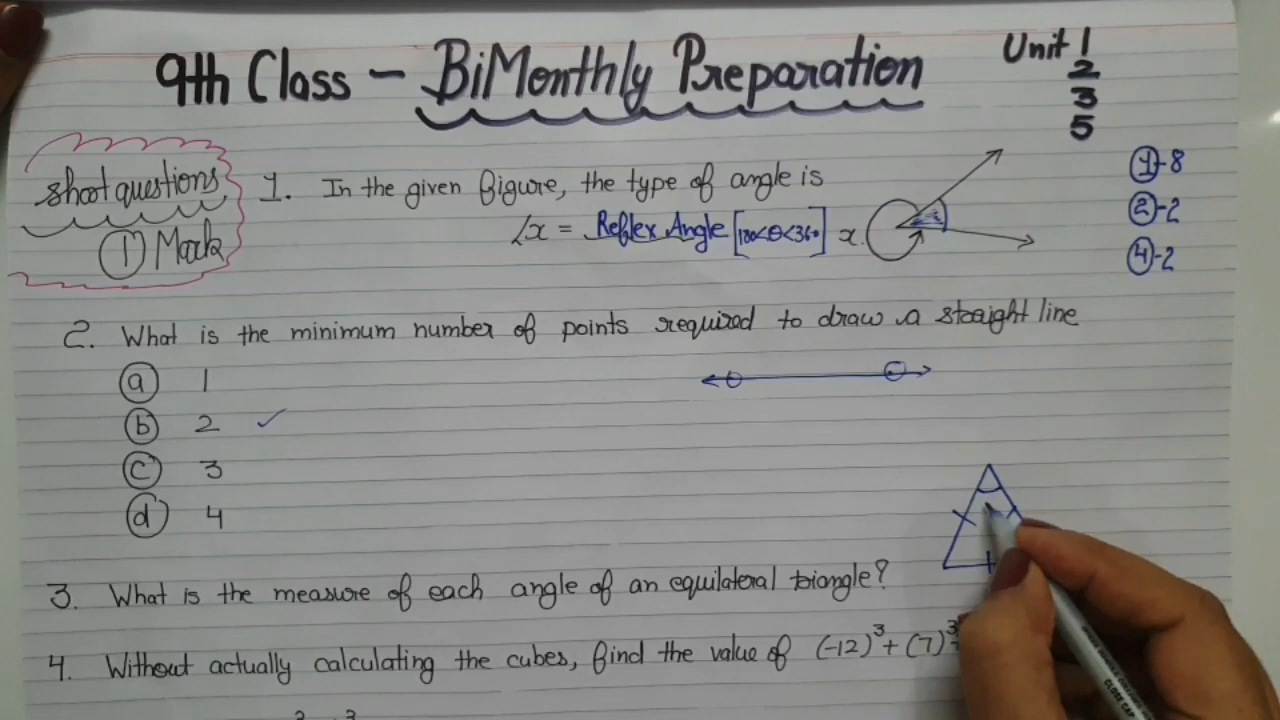 9th Class - BiMonthly Preparation
Unit 1
2
3
5
① - 8
② - 2
④ - 2
short questions
① Mark
1. In the given figure, the type of angle is
∠x = Reflex Angle [180<θ<360] x
2. What is the minimum number of points required to draw a straight line
ⓐ 1
ⓑ 2 ✓
ⓒ 3
ⓓ 4
3. What is the measure of each angle of an equilateral triangle?
4. Without actually calculating the cubes, find the value of (-12)³ + (7)³